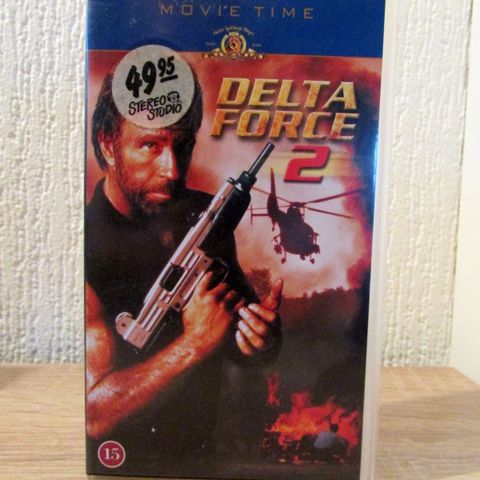 MOVIE TIME
49.95
STEREO
STUDIO
DELTA
FORCE
2
15